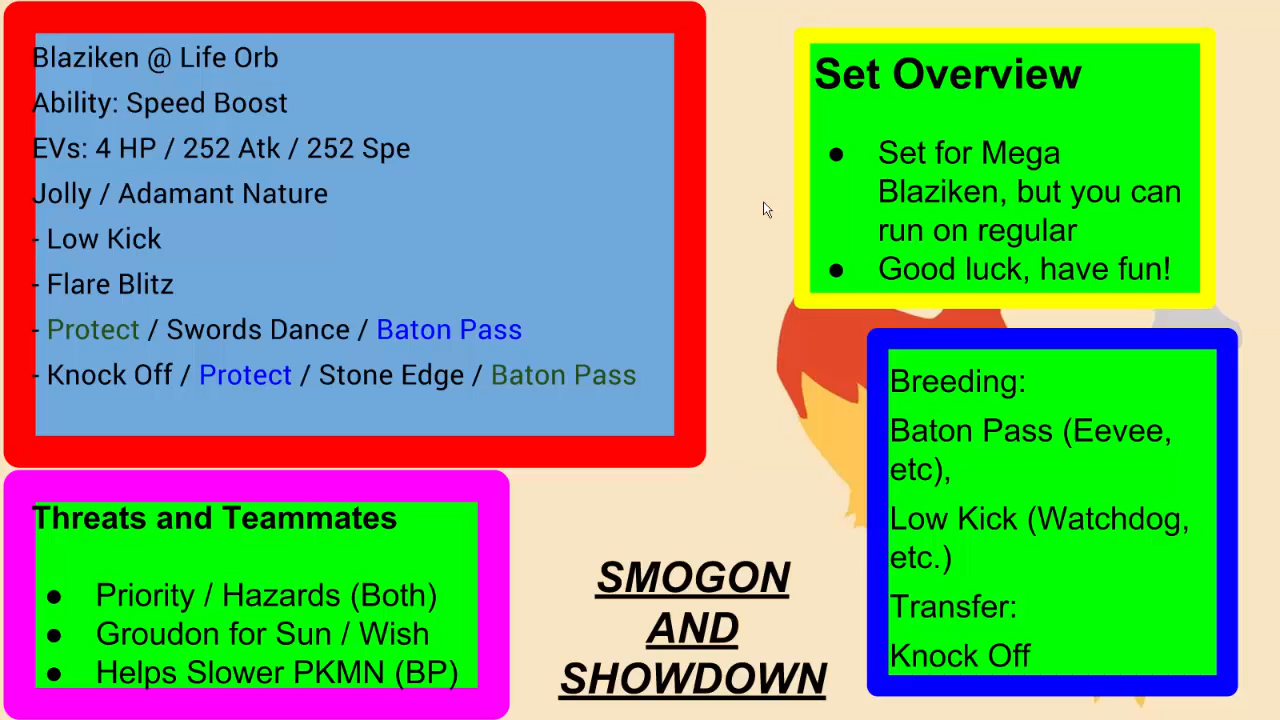 Blaziken @ Life Orb
Ability: Speed Boost
EVs: 4 HP / 252 Atk / 252 Spe
Jolly / Adamant Nature
- Low Kick
- Flare Blitz
- Protect / Swords Dance / Baton Pass
- Knock Off / Protect / Stone Edge / Baton Pass
Set Overview
● Set for Mega
Blaziken, but you can
run on regular
● Good luck, have fun!
Breeding:
Baton Pass (Eevee,
etc),
Low Kick (Watchdog,
etc.)
Transfer:
Knock Off
Threats and Teammates
● Priority / Hazards (Both)
● Groudon for Sun / Wish
● Helps Slower PKMN (BP)
SMOGON
AND
SHOWDOWN